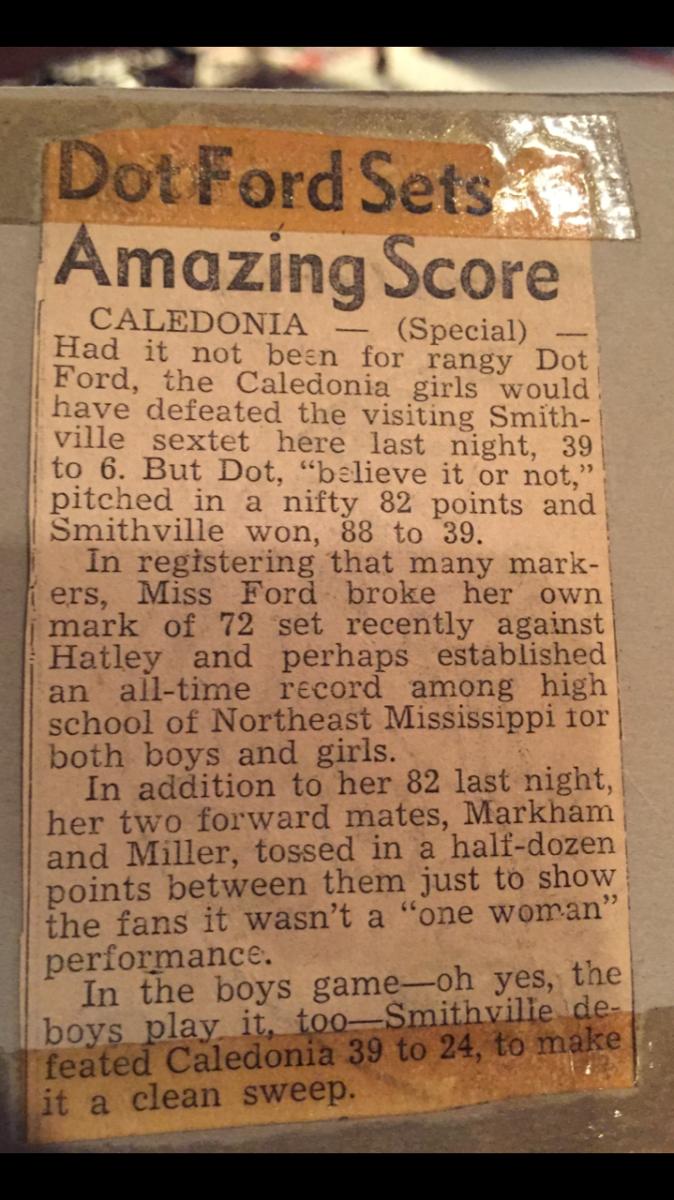 Dot Ford Sets
Amazing Score
CALEDONIA — (Special) —
Had it not been for rangy Dot
Ford, the Caledonia girls would
have defeated the visiting Smith-
ville sextet here last night, 39
to 6. But Dot, "believe it or not,"
pitched in a nifty 82 points and
Smithville won, 88 to 39.
In registering that many mark-
ers, Miss Ford broke her own
mark of 72 set recently against
Hatley and perhaps established
an all-time record among high
school of Northeast Mississippi for
both boys and girls.
In addition to her 82 last night,
her two forward mates, Markham
and Miller, tossed in a half-dozen
points between them just to show
the fans it wasn't a "one woman"
performance.
In the boys game—oh yes, the
boys play it, too—Smithville de-
feated Caledonia 39 to 24, to make
it a clean sweep.